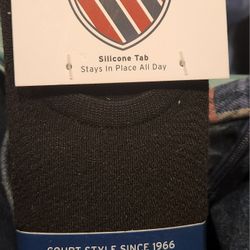 Silicone Tab
Stays In Place All Day
COURT STYLE SINCE 1966